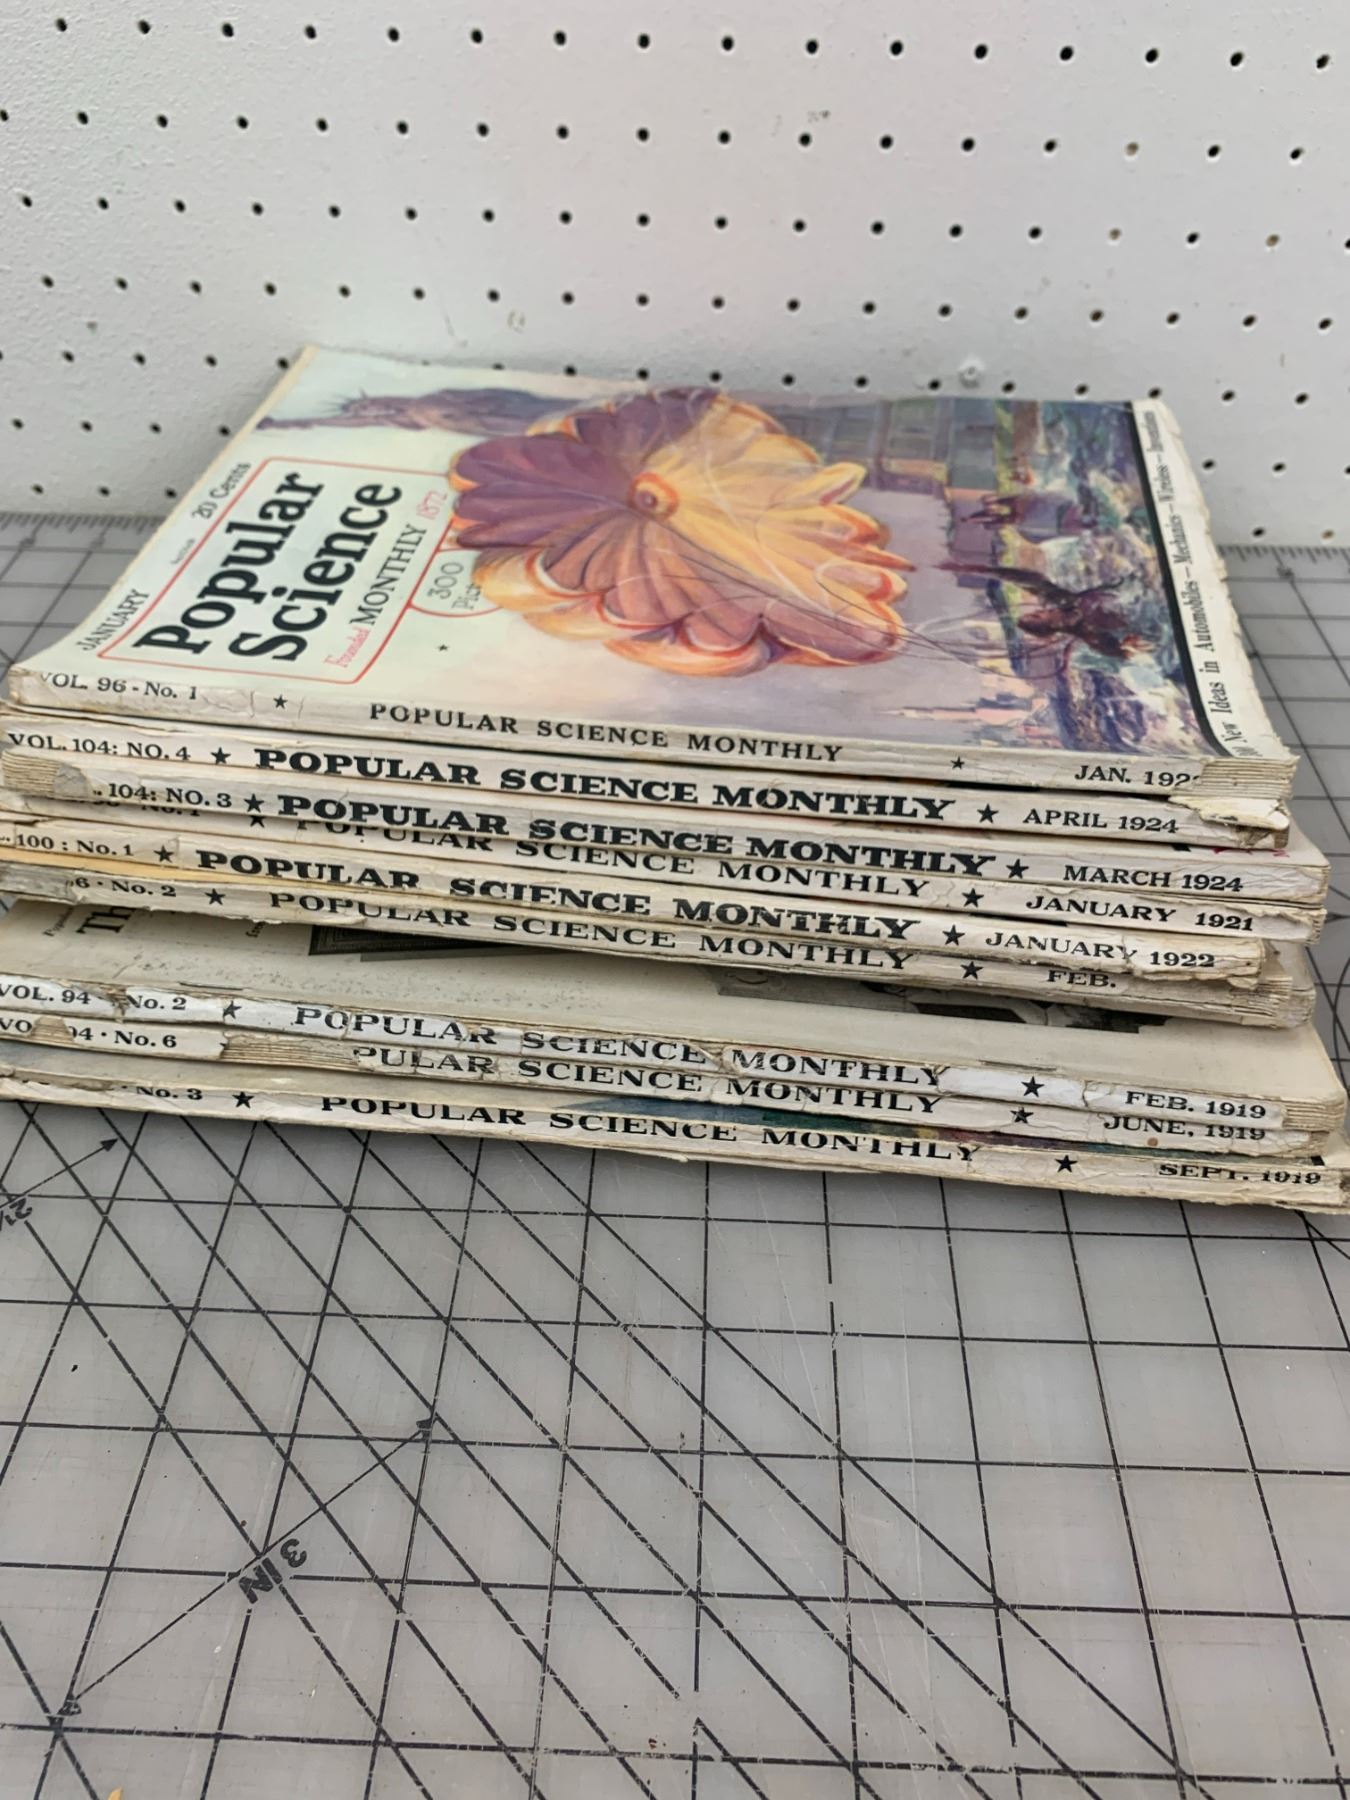 JANUARY
20 Cents
Popular
Science
Founded MONTHLY 1872
300
New Ideas in Automobiles — Mechanics — Wireless — Inventions
VOL. 96 - No. 1 ★ POPULAR SCIENCE MONTHLY ★ JAN. 192
VOL. 104: NO. 4 ★ POPULAR SCIENCE MONTHLY ★ APRIL 1924
104: NO. 3 ★ POPULAR SCIENCE MONTHLY ★ MARCH 1924
★ POPULAR SCIENCE MONTHLY ★ JANUARY 1921
100 : No. 1 ★ POPULAR SCIENCE MONTHLY ★ JANUARY 1922
6 · No. 2 ★ POPULAR SCIENCE MONTHLY ★ FEB.
Th
VOL. 94 No. 2 ★ POPULAR SCIENCE MONTHLY ★ FEB. 1919
VO 94 · No. 6 PULAR SCIENCE MONTHLY ★ JUNE, 1919
No. 3 ★ POPULAR SCIENCE MONTHLY ★ SEPT. 1919
3 IN